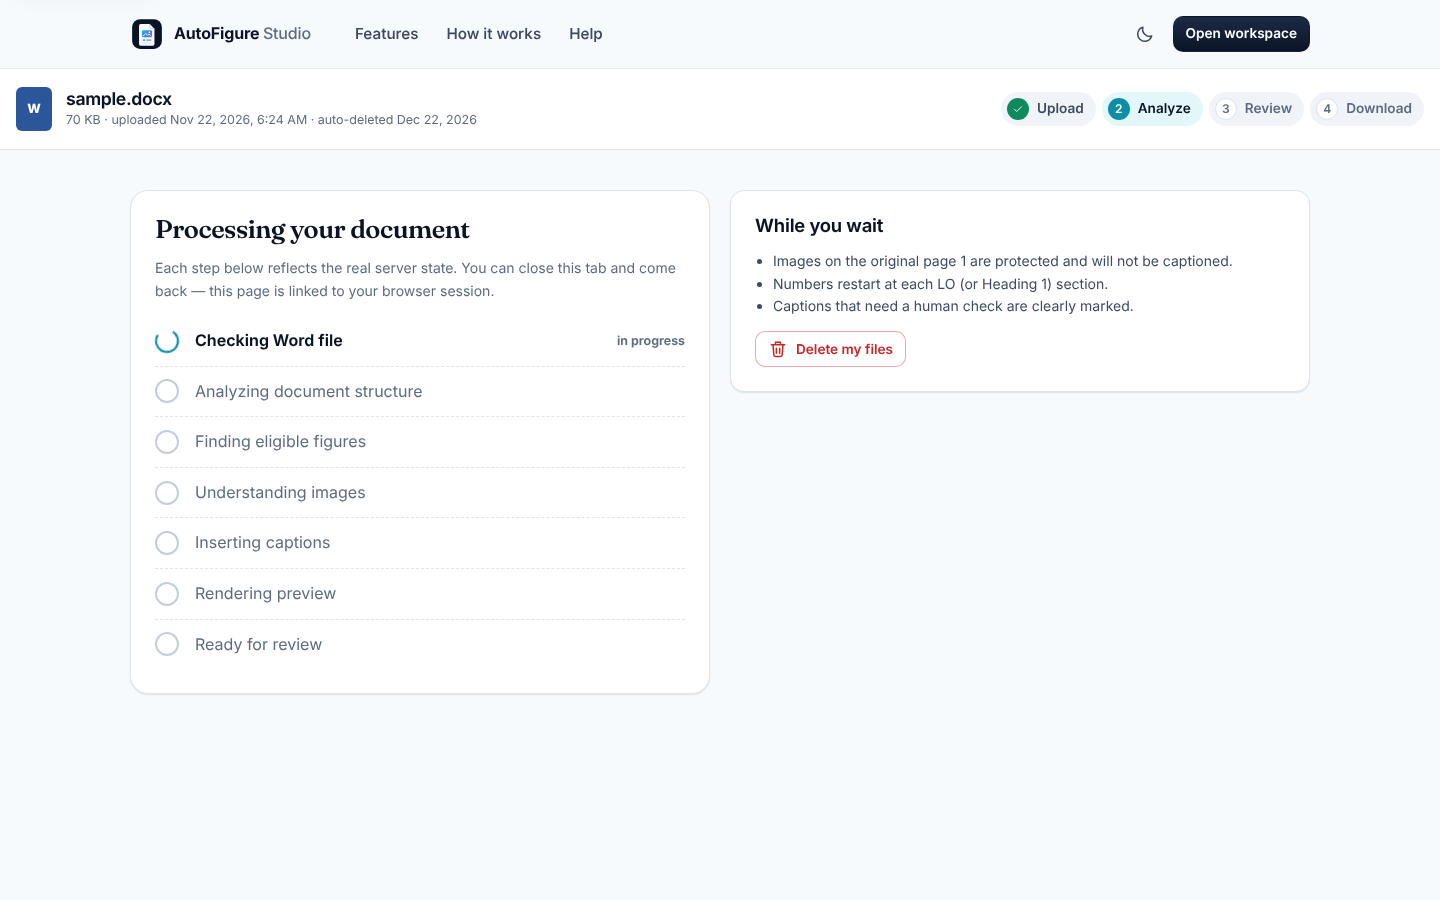 AutoFigure Studio
Features
How it works
Help
Open workspace
W
sample.docx
70 KB · uploaded Nov 22, 2026, 6:24 AM · auto-deleted Dec 22, 2026
Upload
2 Analyze
3 Review
4 Download
Processing your document
Each step below reflects the real server state. You can close this tab and come
back — this page is linked to your browser session.
Checking Word file
in progress
Analyzing document structure
Finding eligible figures
Understanding images
Inserting captions
Rendering preview
Ready for review
While you wait
• Images on the original page 1 are protected and will not be captioned.
• Numbers restart at each LO (or Heading 1) section.
• Captions that need a human check are clearly marked.
Delete my files